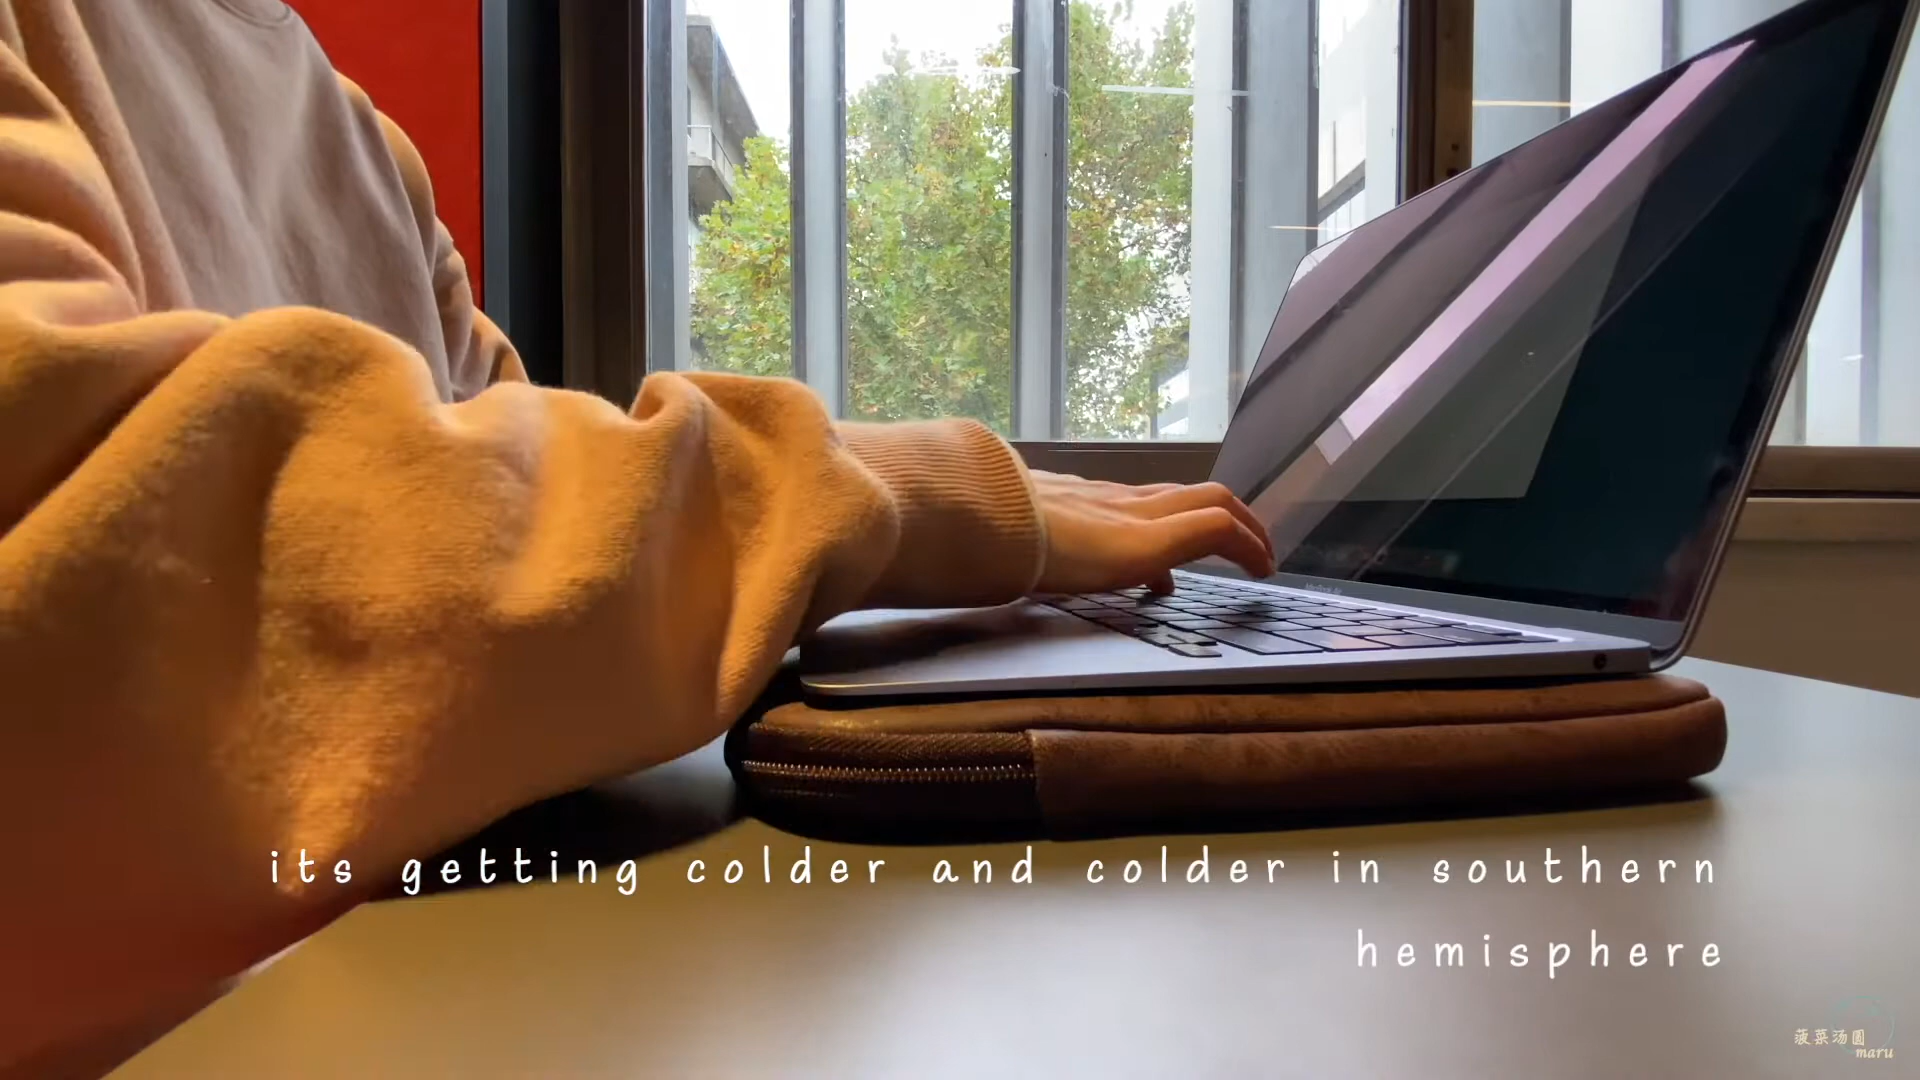 its getting colder and colder in southern
hemisphere
菠菜汤圆
maru